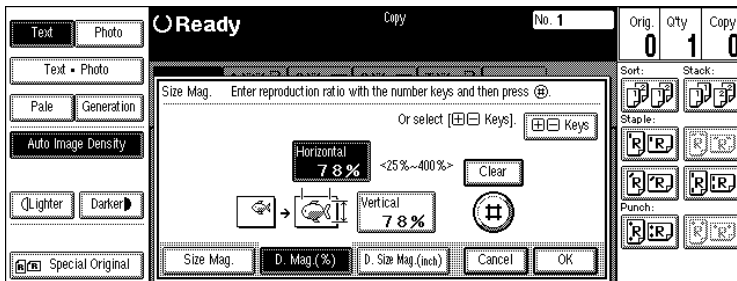 Text
Photo
Text • Photo
Pale
Generation
Auto Image Density
Lighter
Darker
Special Original
Ready
Copy
No. 1
Orig.
Q'ty
Copy
0
1
0
Size Mag.
Enter reproduction ratio with the number keys and then press (#).
Or select [⊞⊟ Keys].
⊞⊟ Keys
Horizontal
78%
<25%~400%>
Clear
Vertical
78%
#
Size Mag.
D. Mag.(%)
D. Size Mag.(inch)
Cancel
OK
Sort:
Stack:
Staple:
Punch: